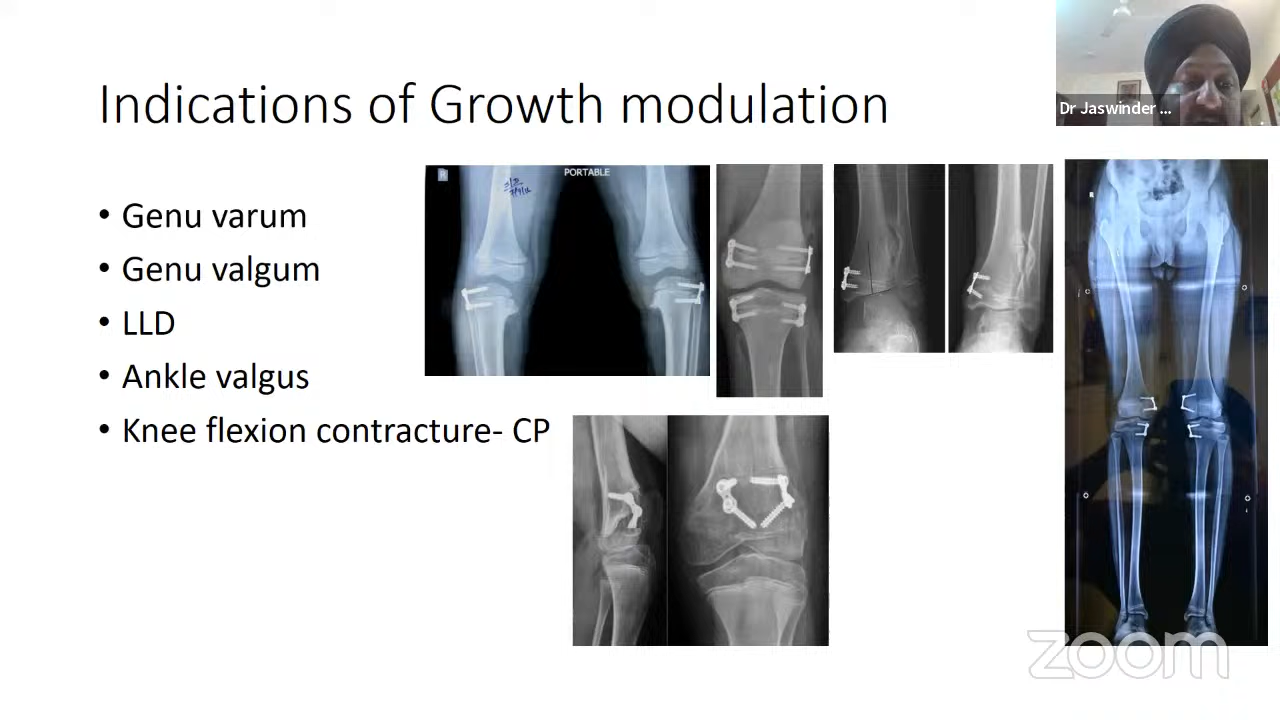 Indications of Growth modulation
Dr Jaswinder ...
• Genu varum
• Genu valgum
• LLD
• Ankle valgus
• Knee flexion contracture- CP
PORTABLE
R
zoom